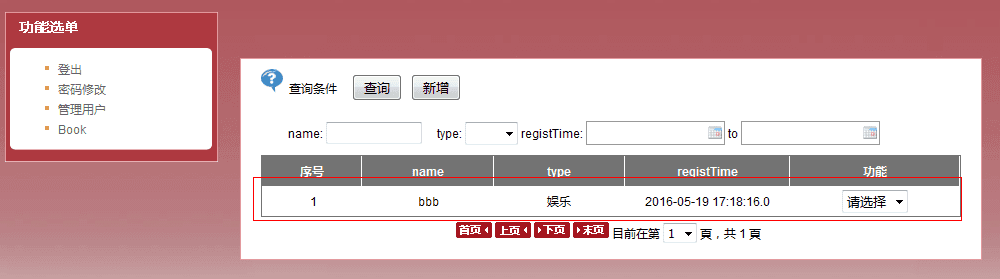 功能选单
登出
密码修改
管理用户
Book
查询条件 查询 新增
name: type: registTime: to
序号 name type registTime 功能
1 bbb 娱乐 2016-05-19 17:18:16.0 请选择
首页 上页 下页 末页 目前在第 1 頁，共 1 頁